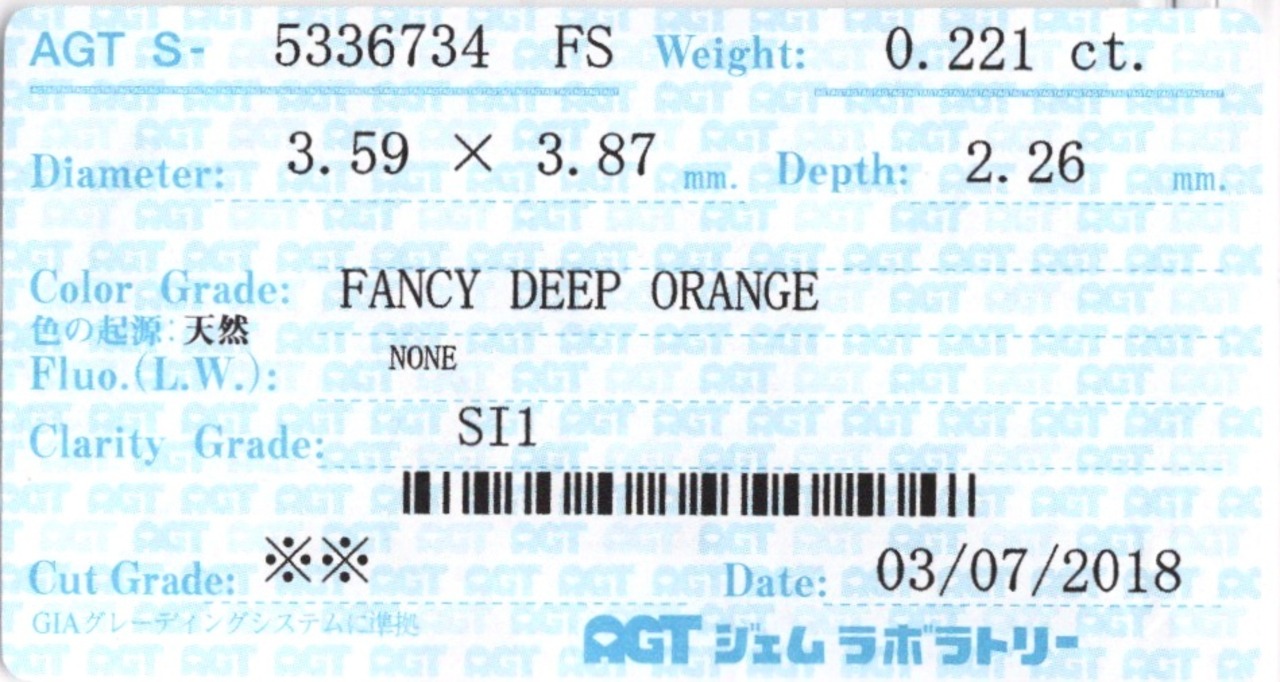 AGT S- 5336734 FS Weight: 0.221 ct.
Diameter: 3.59 × 3.87 mm. Depth: 2.26 mm.
Color Grade: FANCY DEEP ORANGE
色の起源:天然
Fluo.(L.W.): NONE
Clarity Grade: SI1
Cut Grade: ※※ Date: 03/07/2018
GIAグレーディングシステムに準拠
AGT ジェム ラボラトリー